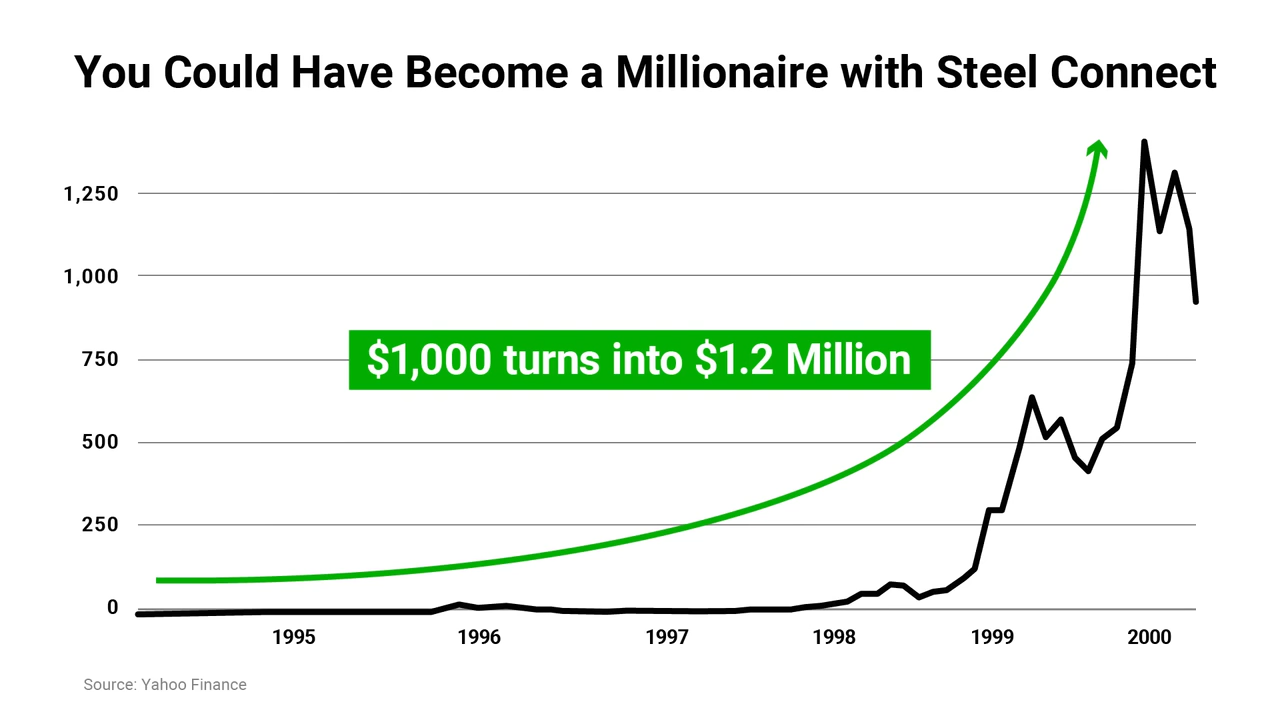 You Could Have Become a Millionaire with Steel Connect
1,250
1,000
750
$1,000 turns into $1.2 Million
500
250
0
1995 1996 1997 1998 1999 2000
Source: Yahoo Finance